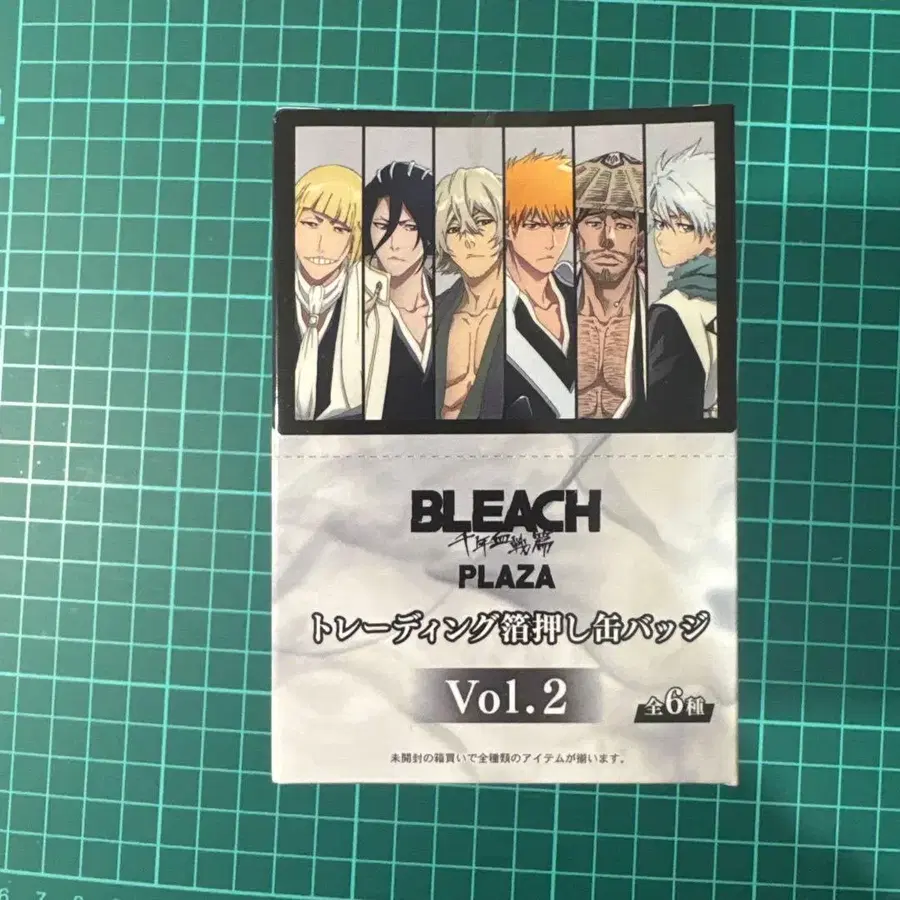 BLEACH
千年血戦篇
PLAZA
トレーディング箔押し缶バッジ
Vol.2
全6種
未開封の箱買いで全種類のアイテムが揃います。